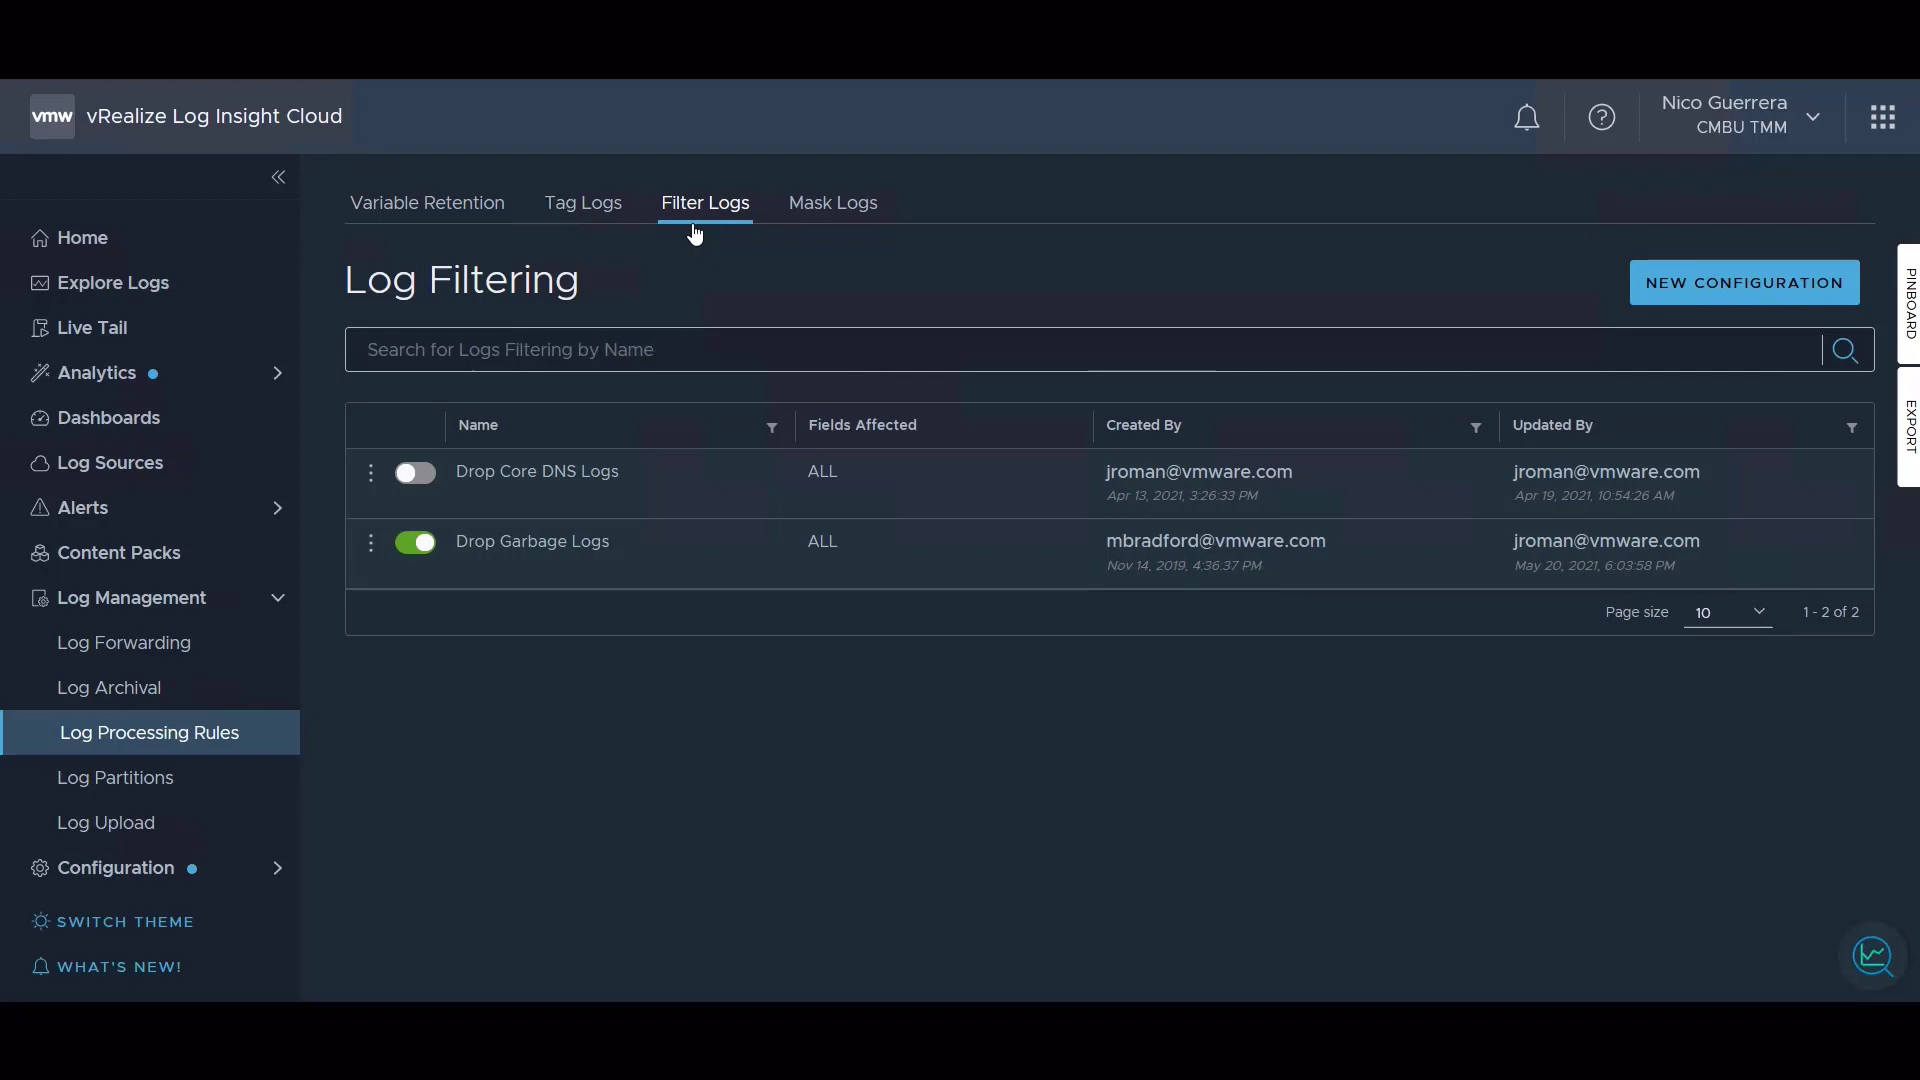 vmw vRealize Log Insight Cloud
Nico Guerrera
CMBU TMM
Home
Explore Logs
Live Tail
Analytics
Dashboards
Log Sources
Alerts
Content Packs
Log Management
Log Forwarding
Log Archival
Log Processing Rules
Log Partitions
Log Upload
Configuration
SWITCH THEME
WHAT'S NEW!
Variable Retention Tag Logs Filter Logs Mask Logs
Log Filtering
NEW CONFIGURATION
Search for Logs Filtering by Name
Name Fields Affected Created By Updated By
Drop Core DNS Logs ALL jroman@vmware.com jroman@vmware.com
Apr 13, 2021, 3:26:33 PM Apr 19, 2021, 10:54:26 AM
Drop Garbage Logs ALL mbradford@vmware.com jroman@vmware.com
Nov 14, 2019, 4:36:37 PM May 20, 2021, 6:03:58 PM
Page size 10 1 - 2 of 2
PINBOARD
EXPORT